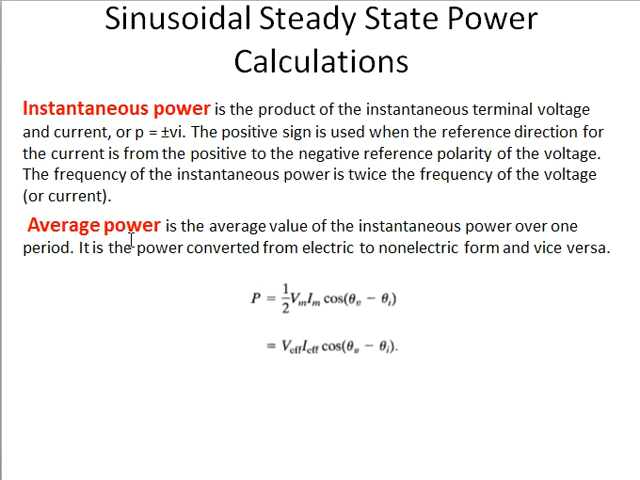 Sinusoidal Steady State Power
Calculations
Instantaneous power is the product of the instantaneous terminal voltage
and current, or p = ±vi. The positive sign is used when the reference direction for
the current is from the positive to the negative reference polarity of the voltage.
The frequency of the instantaneous power is twice the frequency of the voltage
(or current).
Average power is the average value of the instantaneous power over one
period. It is the power converted from electric to nonelectric form and vice versa.
P = 1/2 VmIm cos(θv − θi)
= VeffIeff cos(θv − θi).